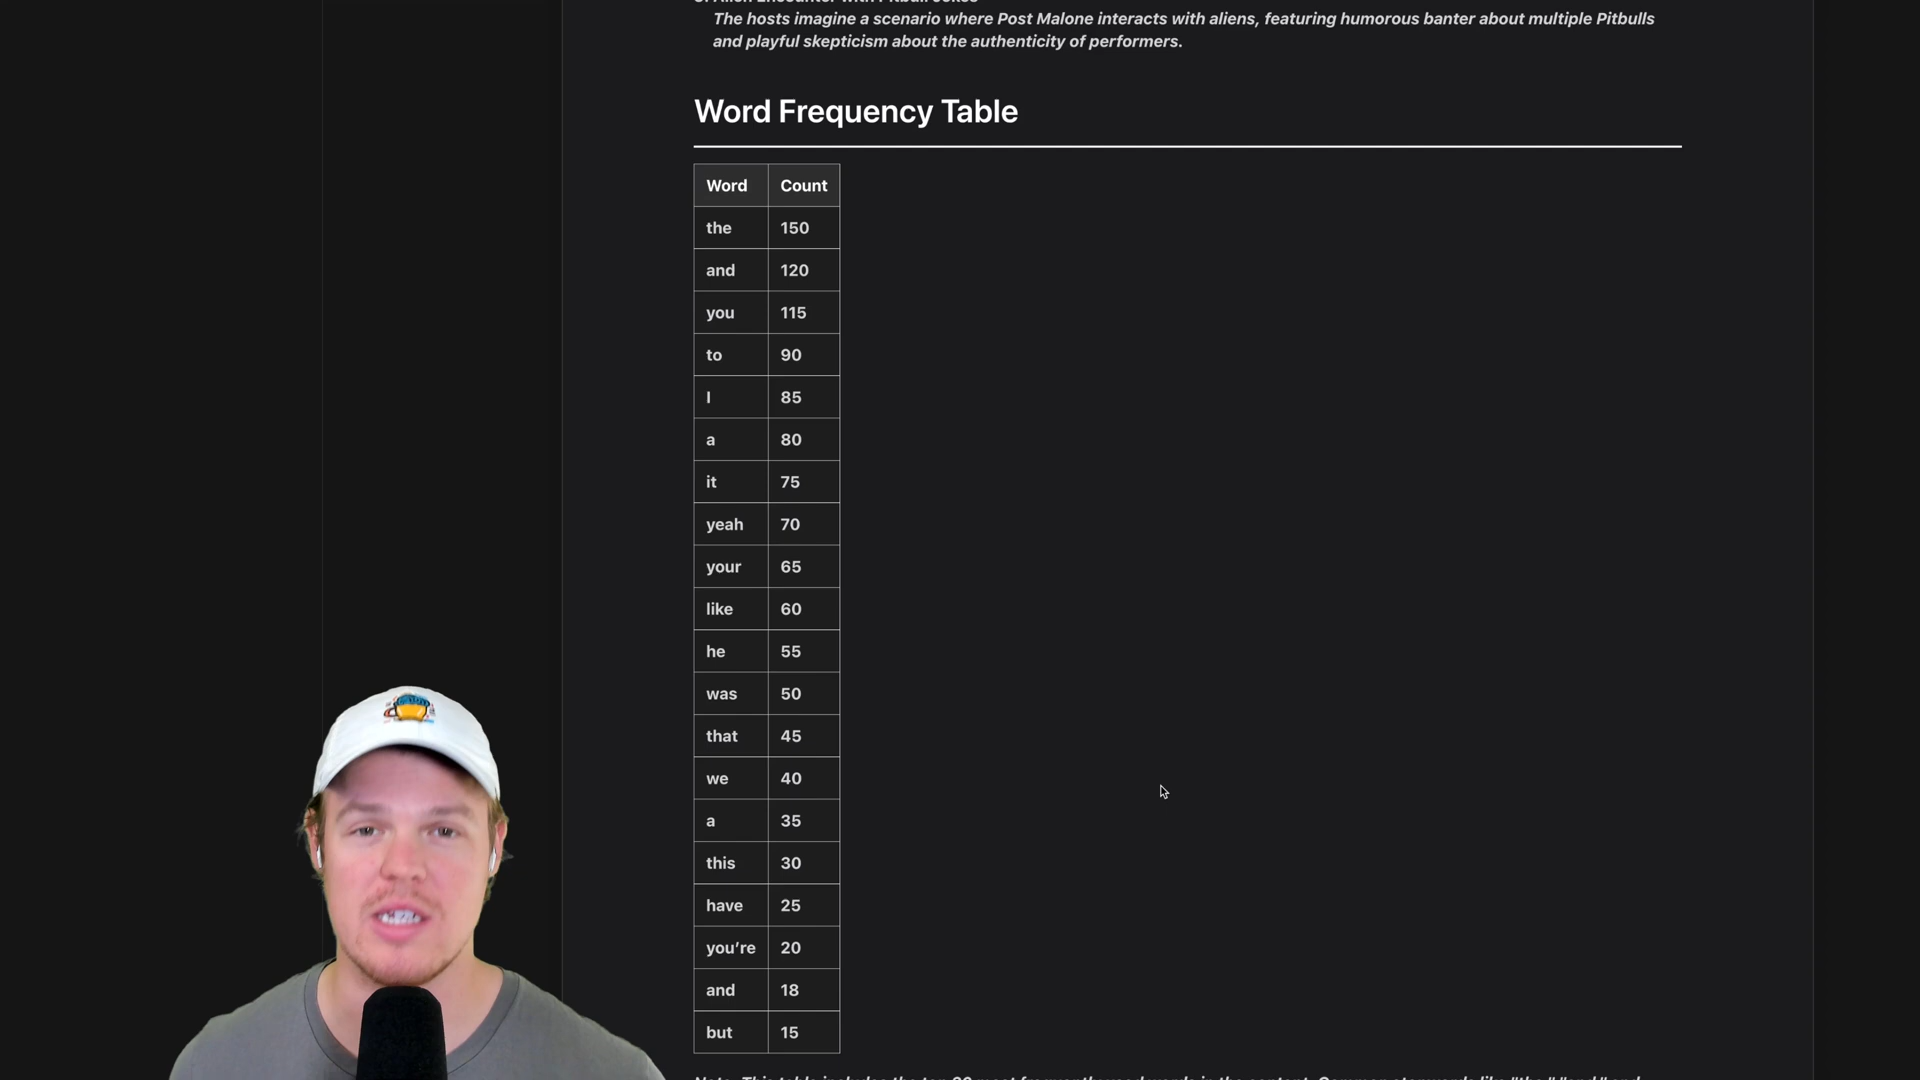 The hosts imagine a scenario where Post Malone interacts with aliens, featuring humorous banter about multiple Pitbulls
and playful skepticism about the authenticity of performers.
Word Frequency Table
Word Count
the 150
and 120
you 115
to 90
I 85
a 80
it 75
yeah 70
your 65
like 60
he 55
was 50
that 45
we 40
a 35
this 30
have 25
you're 20
and 18
but 15